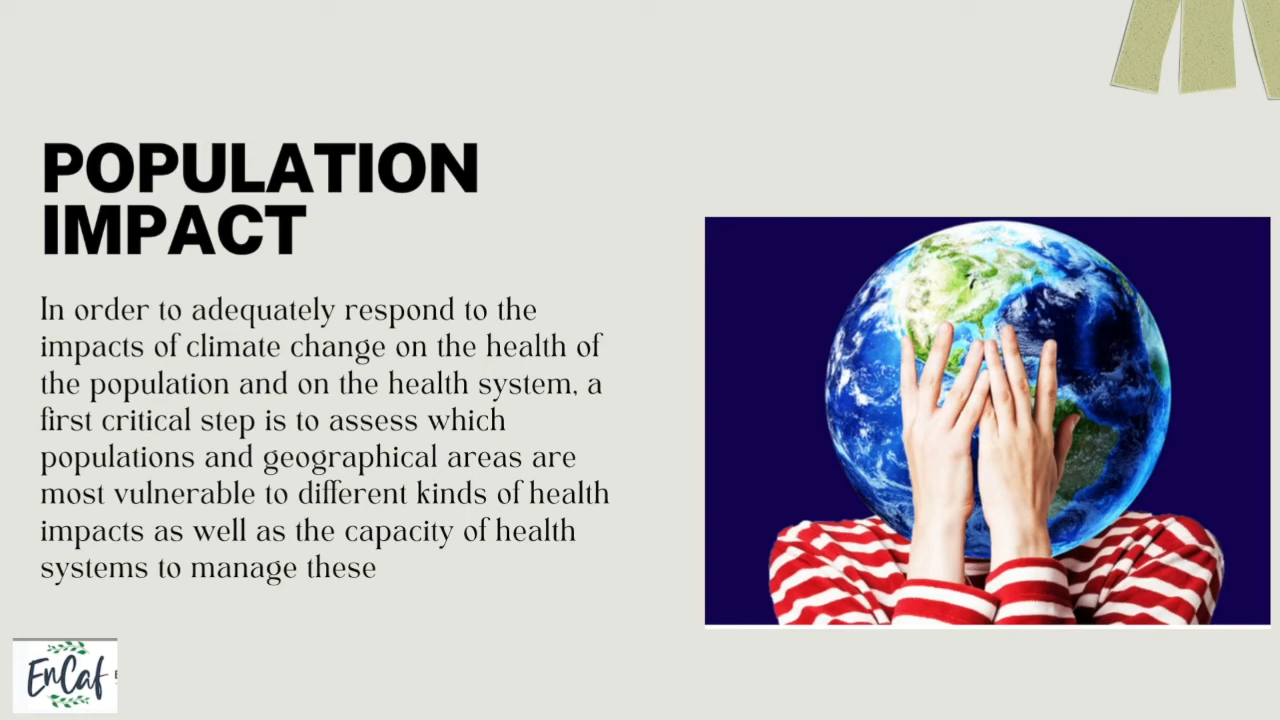 POPULATION
IMPACT
In order to adequately respond to the
impacts of climate change on the health of
the population and on the health system, a
first critical step is to assess which
populations and geographical areas are
most vulnerable to different kinds of health
impacts as well as the capacity of health
systems to manage these
EnCaf